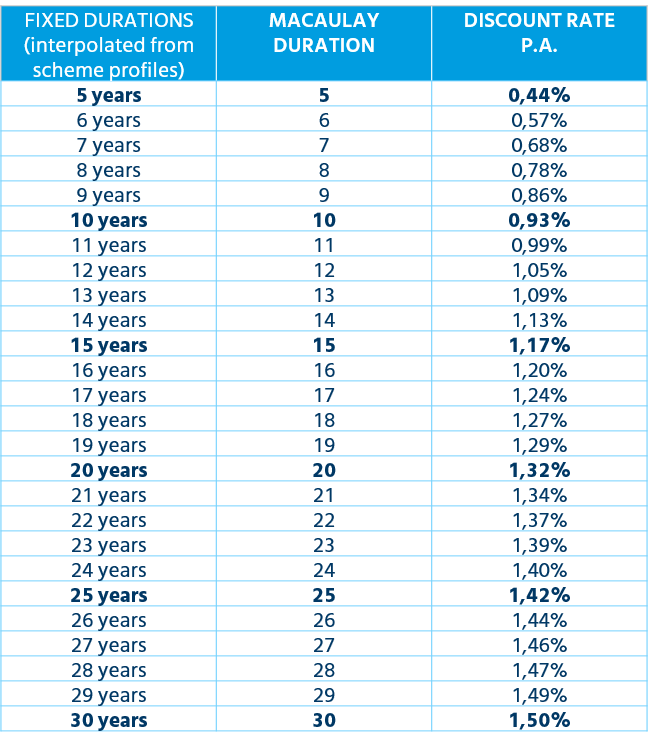 FIXED DURATIONS (interpolated from scheme profiles) MACAULAY DURATION DISCOUNT RATE P.A.
5 years 5 0,44%
6 years 6 0,57%
7 years 7 0,68%
8 years 8 0,78%
9 years 9 0,86%
10 years 10 0,93%
11 years 11 0,99%
12 years 12 1,05%
13 years 13 1,09%
14 years 14 1,13%
15 years 15 1,17%
16 years 16 1,20%
17 years 17 1,24%
18 years 18 1,27%
19 years 19 1,29%
20 years 20 1,32%
21 years 21 1,34%
22 years 22 1,37%
23 years 23 1,39%
24 years 24 1,40%
25 years 25 1,42%
26 years 26 1,44%
27 years 27 1,46%
28 years 28 1,47%
29 years 29 1,49%
30 years 30 1,50%